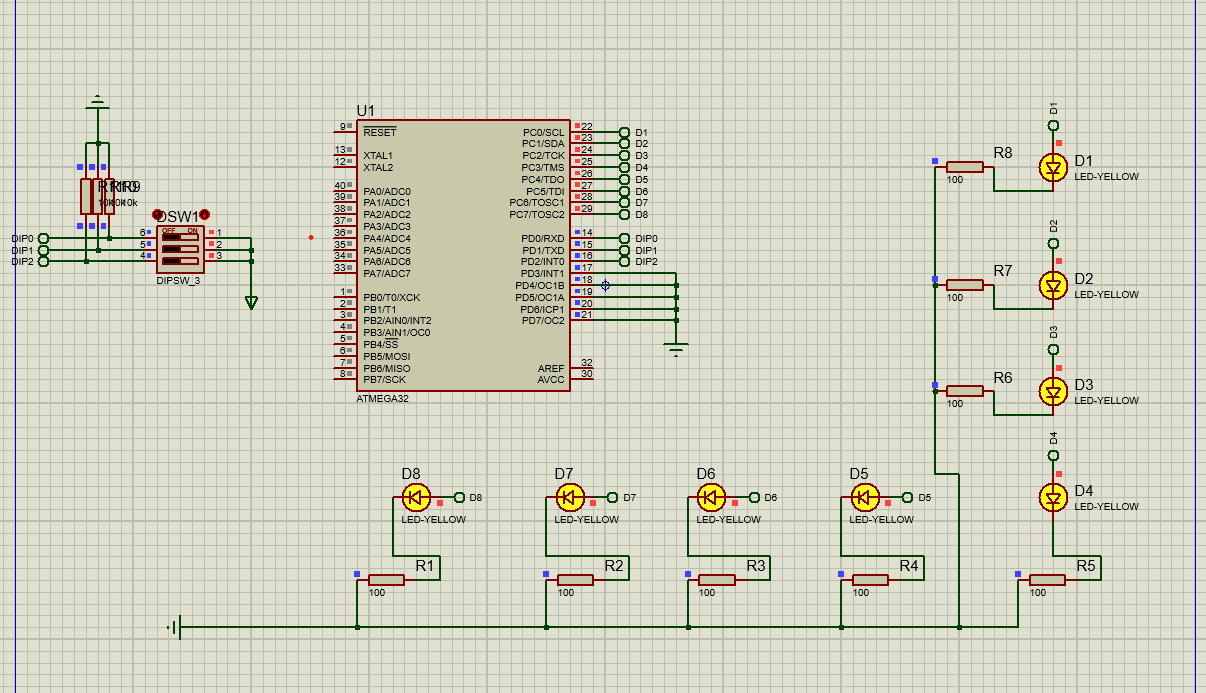 U1
9 RESET
13 XTAL1
12 XTAL2
40 PA0/ADC0
39 PA1/ADC1
38 PA2/ADC2
37 PA3/ADC3
36 PA4/ADC4
35 PA5/ADC5
34 PA6/ADC6
33 PA7/ADC7
1 PB0/T0/XCK
2 PB1/T1
3 PB2/AIN0/INT2
4 PB3/AIN1/OC0
5 PB4/SS
6 PB5/MOSI
7 PB6/MISO
8 PB7/SCK
PC0/SCL 22 D1
PC1/SDA 23 D2
PC2/TCK 24 D3
PC3/TMS 25 D4
PC4/TDO 26 D5
PC5/TDI 27 D6
PC6/TOSC1 28 D7
PC7/TOSC2 29 D8
PD0/RXD 14 DIP0
PD1/TXD 15 DIP1
PD2/INT0 16 DIP2
PD3/INT1 17
PD4/OC1B 18
PD5/OC1A 19
PD6/ICP1 20
PD7/OC2 21
AREF 32
AVCC 30
ATMEGA32
DSW1
OFF ON
DIP0 6 1
DIP1 5 2
DIP2 4 3
DIPSW_3
D1
R8
100
D1
LED-YELLOW
D2
R7
100
D2
LED-YELLOW
D3
R6
100
D3
LED-YELLOW
D4
D4
LED-YELLOW
R5
100
D8
D8
LED-YELLOW
R1
100
D7
D7
LED-YELLOW
R2
100
D6
D6
LED-YELLOW
R3
100
D5
D5
LED-YELLOW
R4
100